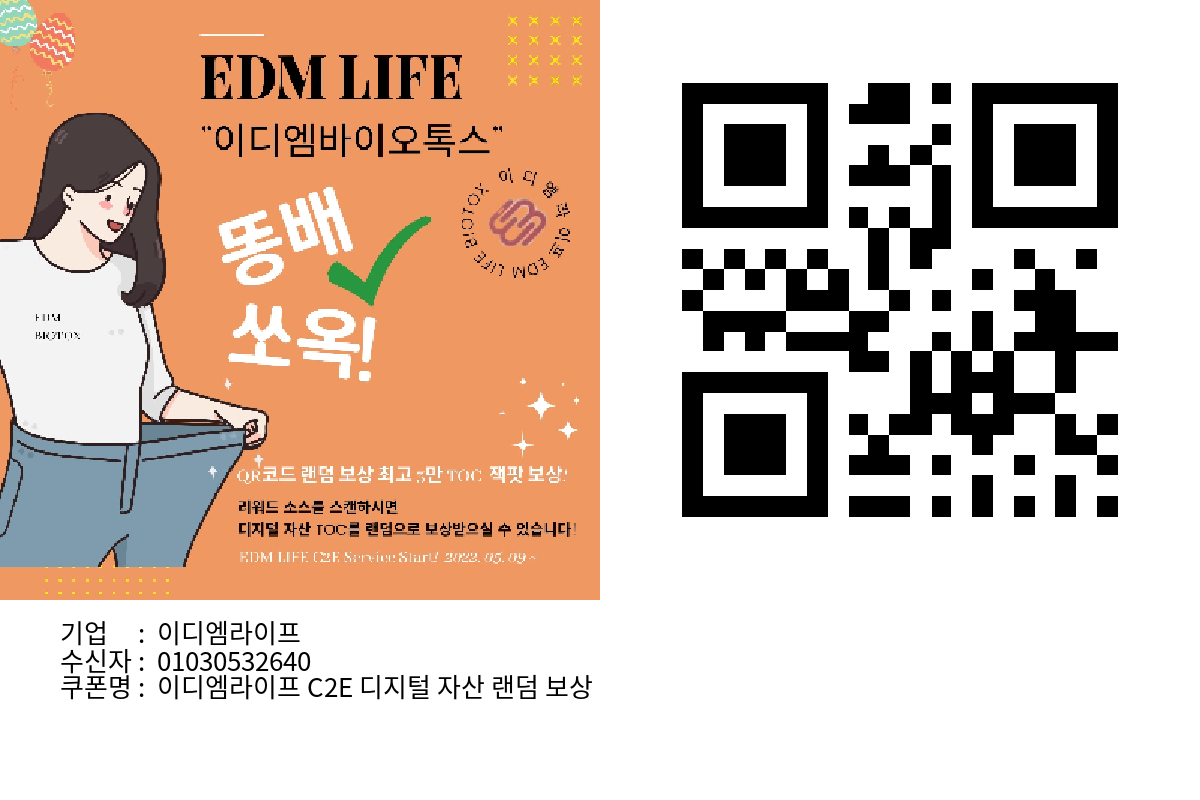 EDM LIFE
"이디엠바이오톡스"
이디엠라이프 EDM LIFE BIOTOX
똥배
쏘옥!
EDM
BIOTOX
QR코드 랜덤 보상 최고 5만 TOC 잭팟 보상!
리워드 소스를 스캔하시면
디지털 자산 TOC를 랜덤으로 보상받으실 수 있습니다!
EDM LIFE C2E Service Start! 2022. 05. 09 ~
기업 : 이디엠라이프
수신자 : 01030532640
쿠폰명 : 이디엠라이프 C2E 디지털 자산 랜덤 보상